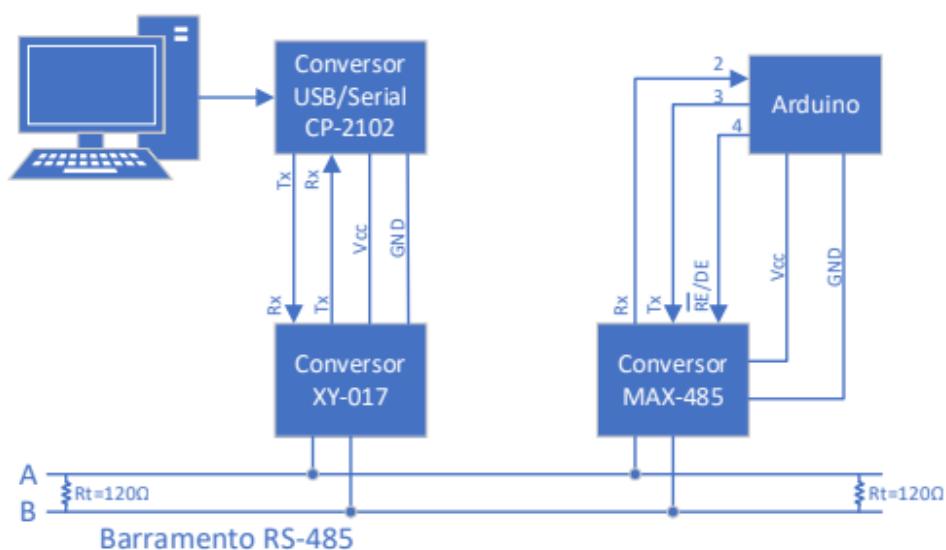 Conversor
USB/Serial
CP-2102
2
3
4
Arduino
Tx
Rx
Vcc
GND
Rx
Tx
Rx
Tx
RE/DE
Vcc
GND
Conversor
XY-017
Conversor
MAX-485
A
Rt=120Ω
Rt=120Ω
B
Barramento RS-485